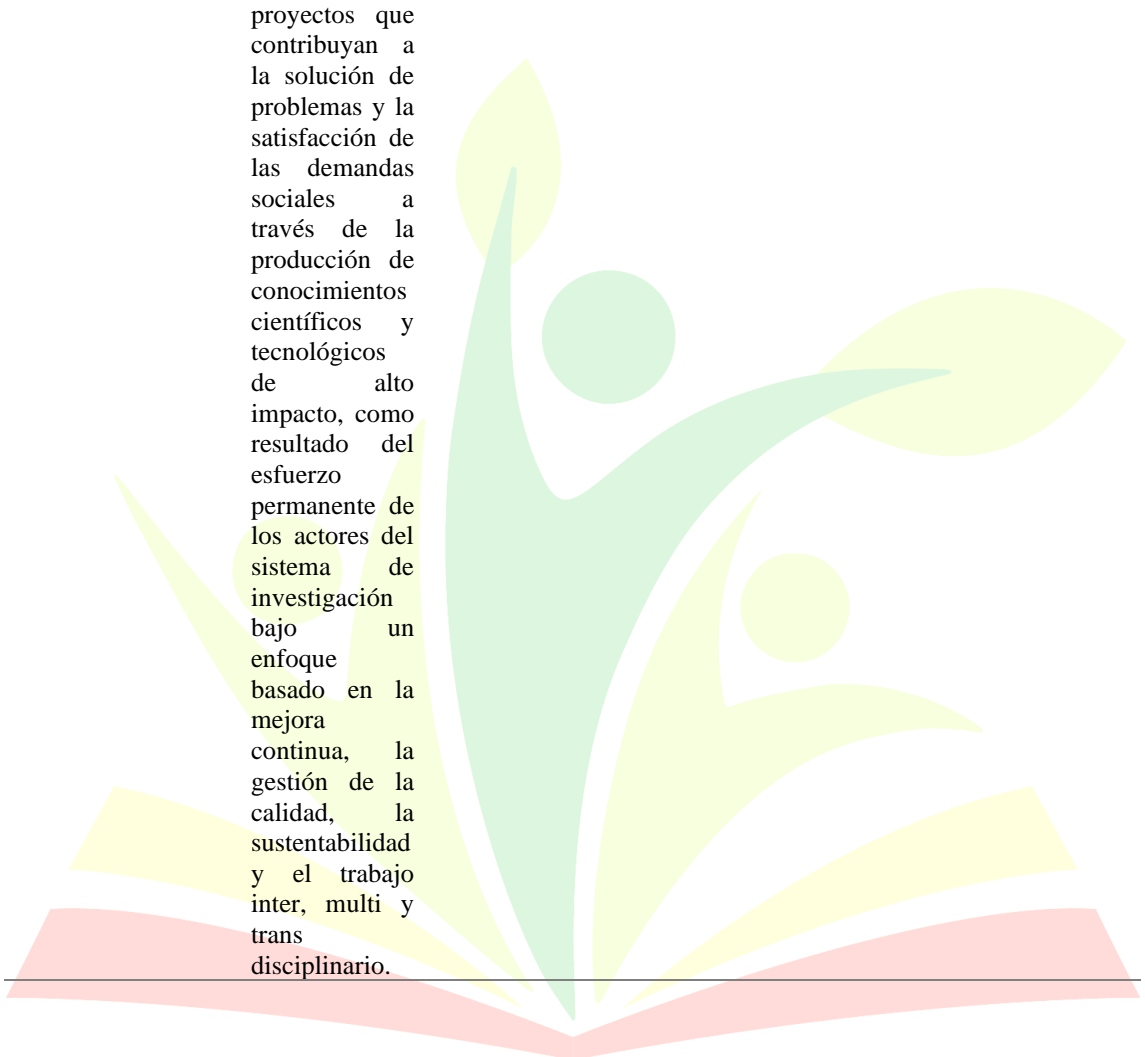 proyectos que
contribuyan a
la solución de
problemas y la
satisfacción de
las demandas
sociales a
través de la
producción de
conocimientos
científicos y
tecnológicos
de alto
impacto, como
resultado del
esfuerzo
permanente de
los actores del
sistema de
investigación
bajo un
enfoque
basado en la
mejora
continua, la
gestión de la
calidad, la
sustentabilidad
y el trabajo
inter, multi y
trans
disciplinario.